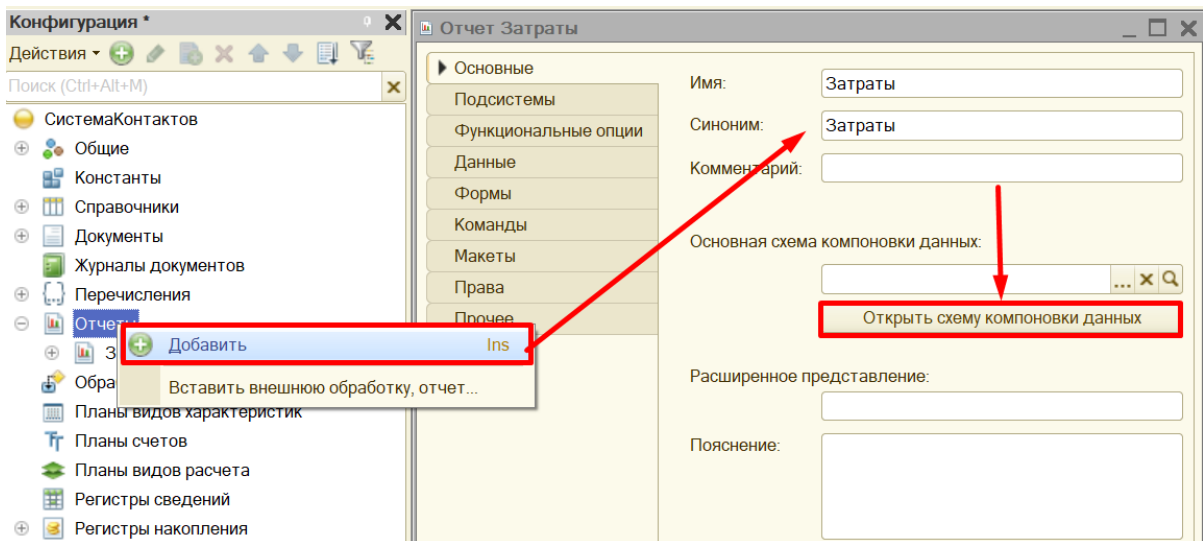 Конфигурация *
Действия
Поиск (Ctrl+Alt+M)
СистемаКонтактов
Общие
Константы
Справочники
Документы
Журналы документов
Перечисления
Отчеты
З
Обра
Планы видов характеристик
Планы счетов
Планы видов расчета
Регистры сведений
Регистры накопления
Добавить Ins
Вставить внешнюю обработку, отчет...
Отчет Затраты
Основные
Подсистемы
Функциональные опции
Данные
Формы
Команды
Макеты
Права
Прочее
Имя: Затраты
Синоним: Затраты
Комментарий:
Основная схема компоновки данных:
...
Открыть схему компоновки данных
Расширенное представление:
Пояснение: